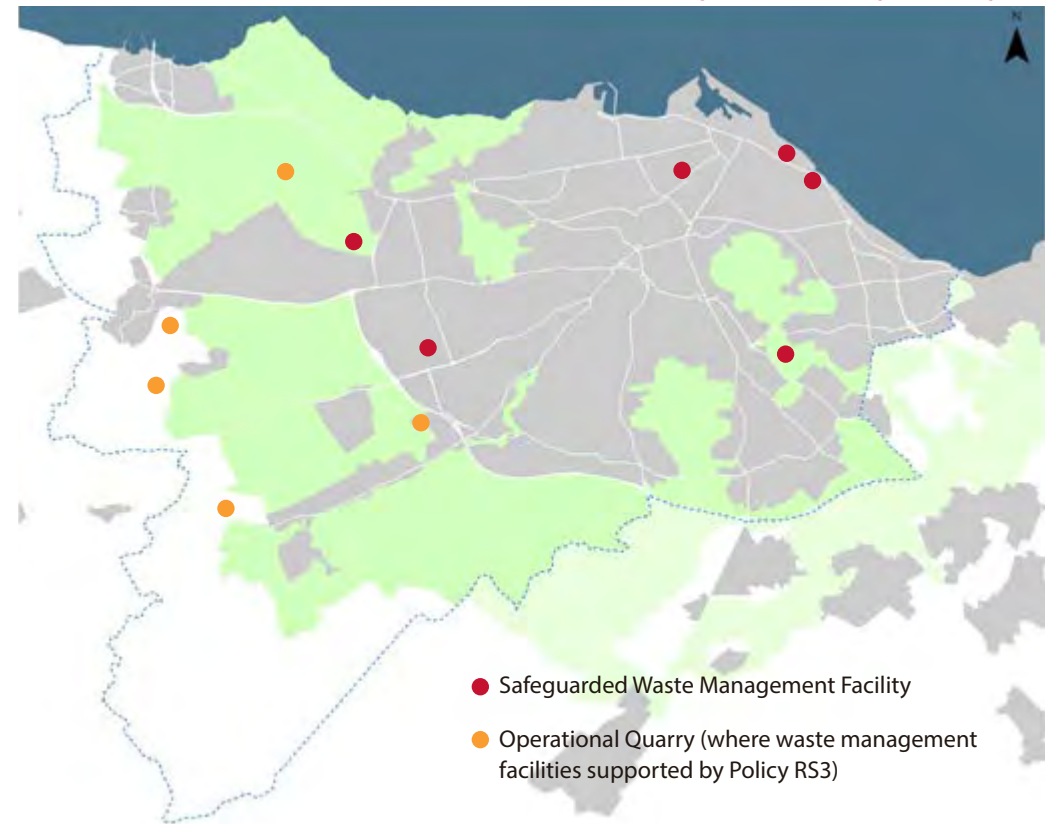 N
Safeguarded Waste Management Facility
Operational Quarry (where waste management
facilities supported by Policy RS3)